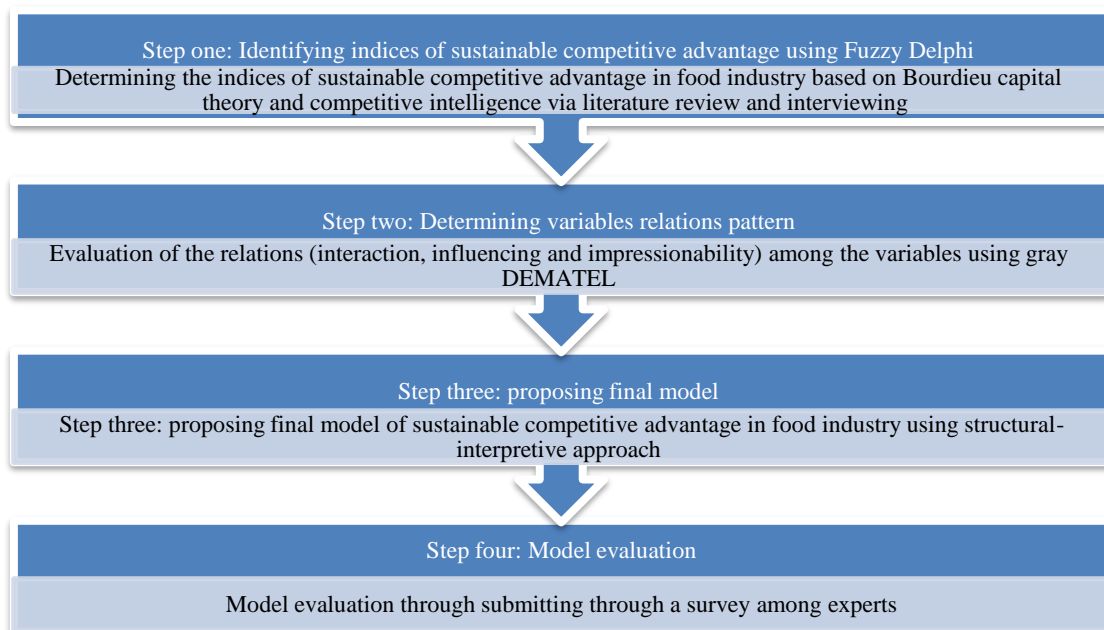 Step one: Identifying indices of sustainable competitive advantage using Fuzzy Delphi
Determining the indices of sustainable competitive advantage in food industry based on Bourdieu capital
theory and competitive intelligence via literature review and interviewing
Step two: Determining variables relations pattern
Evaluation of the relations (interaction, influencing and impressionability) among the variables using gray
DEMATEL
Step three: proposing final model
Step three: proposing final model of sustainable competitive advantage in food industry using structural-
interpretive approach
Step four: Model evaluation
Model evaluation through submitting through a survey among experts